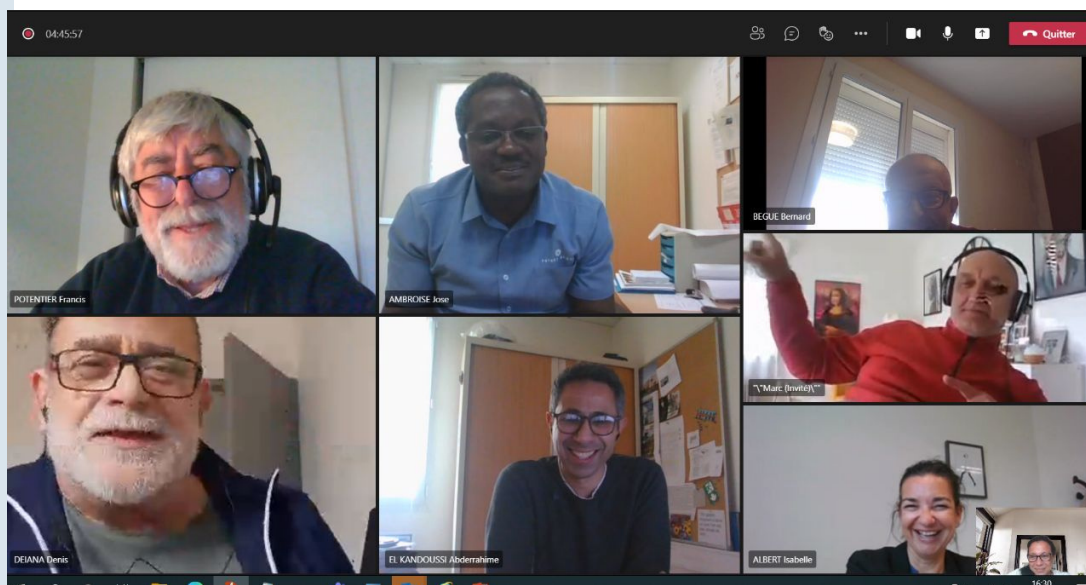 04:45:57
Quitter
POTENTIER Francis
AMBROISE Jose
BEGUE Bernard
"\"Marc (Invité)\""
DEIANA Denis
EL KANDOUSSI Abderrahime
ALBERT Isabelle
16:30